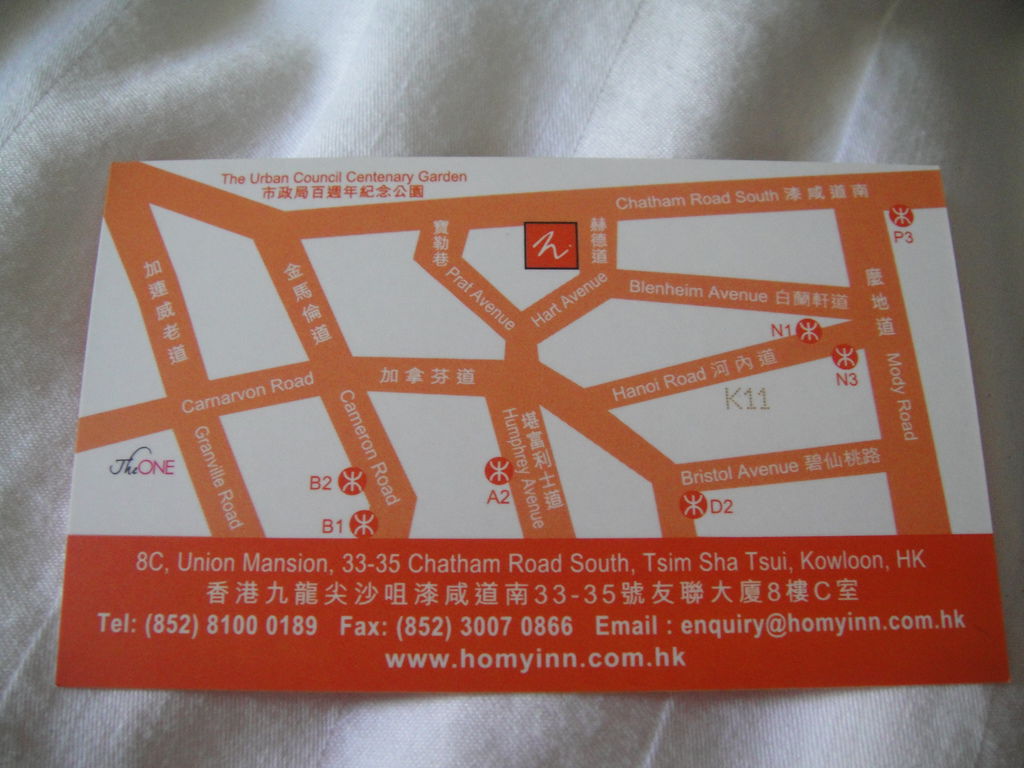 The Urban Council Centenary Garden
市政局百週年紀念公園
Chatham Road South 漆咸道南
P3
寶勒巷
赫德道
加連威老道
金馬倫道
Prat Avenue
Hart Avenue
Blenheim Avenue 白蘭軒道
麼地道
Mody Road
N1
N3
Hanoi Road 河內道
K11
Carnarvon Road
加拿芬道
Granville Road
Cameron Road
堪富利士道
Humphrey Avenue
TheONE
B2
B1
A2
Bristol Avenue 碧仙桃路
D2
8C, Union Mansion, 33-35 Chatham Road South, Tsim Sha Tsui, Kowloon, HK
香港九龍尖沙咀漆咸道南33-35號友聯大廈8樓C室
Tel: (852) 8100 0189 Fax: (852) 3007 0866 Email : enquiry@homyinn.com.hk
www.homyinn.com.hk